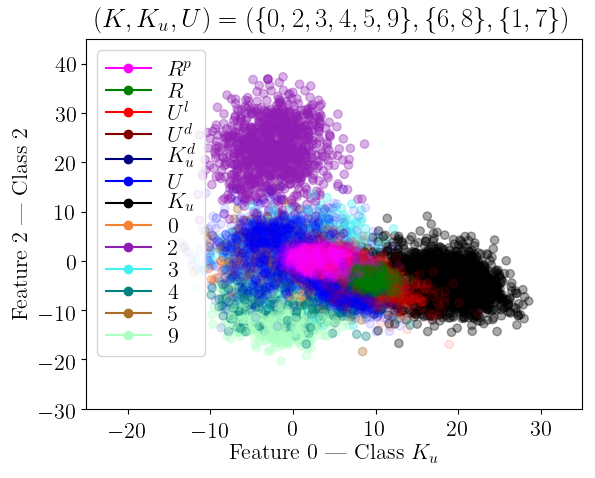 (K, K_u, U) = ({0, 2, 3, 4, 5, 9}, {6, 8}, {1, 7})
Feature 2 — Class 2
40
30
20
10
0
−10
−20
−30
R^p
R
U^l
U^d
K_u^d
U
K_u
0
2
3
4
5
9
−20 −10 0 10 20 30
Feature 0 — Class K_u